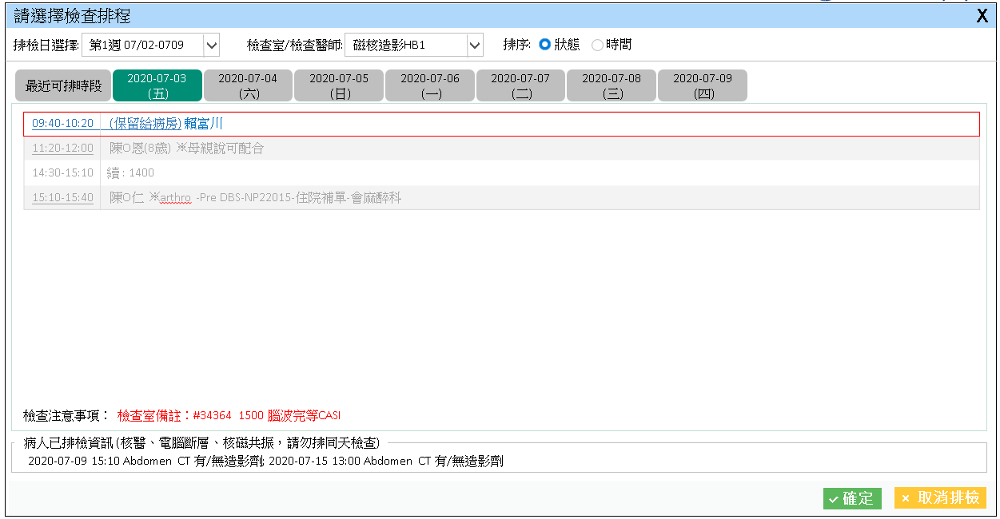 請選擇檢查排程 X
排檢日選擇: 第1週 07/02-0709 檢查室/檢查醫師: 磁核造影HB1 排序: 狀態 時間
最近可排時段 2020-07-03 (五) 2020-07-04 (六) 2020-07-05 (日) 2020-07-06 (一) 2020-07-07 (二) 2020-07-08 (三) 2020-07-09 (四)
09:40-10:20 (保留給病房) 賴富川
11:20-12:00 陳O恩(8歲) ※母親說可配合
14:30-15:10 續 : 1400
15:10-15:40 陳O仁 ※arthro -Pre DBS-NP22015-住院補單-會麻醉科
檢查注意事項： 檢查室備註：#34364 1500 腦波完等CASI
病人已排檢資訊(核醫、電腦斷層、核磁共振，請勿排同天檢查)
2020-07-09 15:10 Abdomen CT 有/無造影劑; 2020-07-15 13:00 Abdomen CT 有/無造影劑
✓確定 × 取消排檢